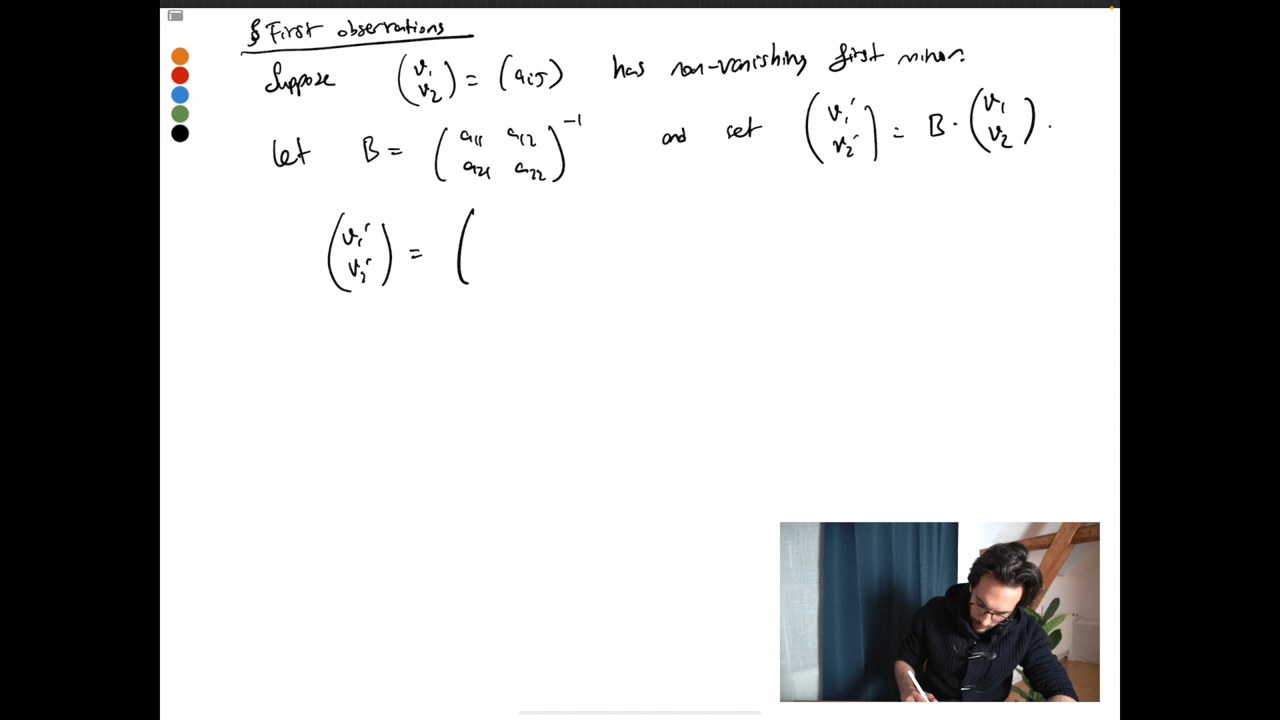 § First observations
Suppose (v₁ v₂) = (aᵢⱼ) has non-vanishing first minor.
Let B = (a₁₁ a₁₂ a₂₁ a₂₂)⁻¹ and set (v₁' v₂') = B · (v₁ v₂).
(v₁' v₂') = (